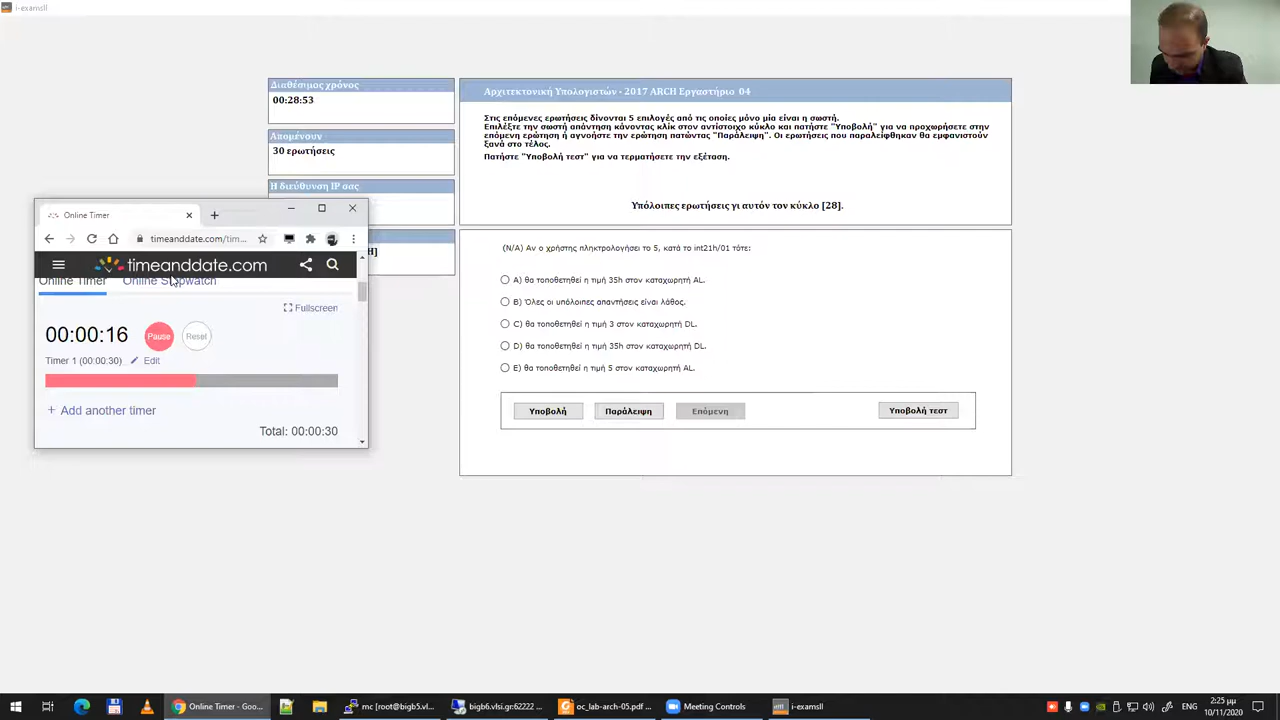 i-examsII
Διαθέσιμος χρόνος
00:28:53
Απομένουν
30 ερωτήσεις
Η διεύθυνση IP σας
H]
Αρχιτεκτονική Υπολογιστών - 2017 ARCH Εργαστήριο 04
Στις επόμενες ερωτήσεις δίνονται 5 επιλογές από τις οποίες μόνο μία είναι η σωστή.
Επιλέξτε την σωστή απάντηση κάνοντας κλίκ στον αντίστοιχο κύκλο και πατήστε "Υποβολή" για να προχωρήσετε στην
επόμενη ερώτηση ή αγνοήστε την ερώτηση πατώντας "Παράλειψη". Οι ερωτήσεις που παραλείφθηκαν θα εμφανιστούν
ξανά στο τέλος.
Πατήστε "Υποβολή τεστ" για να τερματήσετε την εξέταση.
Υπόλοιπες ερωτήσεις γι αυτόν τον κύκλο [28].
(N/A) Αν ο χρήστης πληκτρολογήσει το 5, κατά το int21h/01 τότε:
A) θα τοποθετηθεί η τιμή 35h στον καταχωρητή AL.
B) Όλες οι υπόλοιπες απαντήσεις είναι λάθος.
C) θα τοποθετηθεί η τιμή 3 στον καταχωρητή DL.
D) θα τοποθετηθεί η τιμή 35h στον καταχωρητή DL.
E) θα τοποθετηθεί η τιμή 5 στον καταχωρητή AL.
Υποβολή Παράλειψη Επόμενη Υποβολή τεστ
Online Timer
timeanddate.com/tim...
timeanddate.com
Online Timer Online Stopwatch
Fullscreen
00:00:16 Pause Reset
Timer 1 (00:00:30) Edit
+ Add another timer
Total: 00:00:30
Online Timer - Goo... mc [root@bigb5.vl... bigb6.vlsi.gr:62222 ... oc_lab-arch-05.pdf ... Meeting Controls i-examsII
ENG
2:25 μμ
10/11/2020